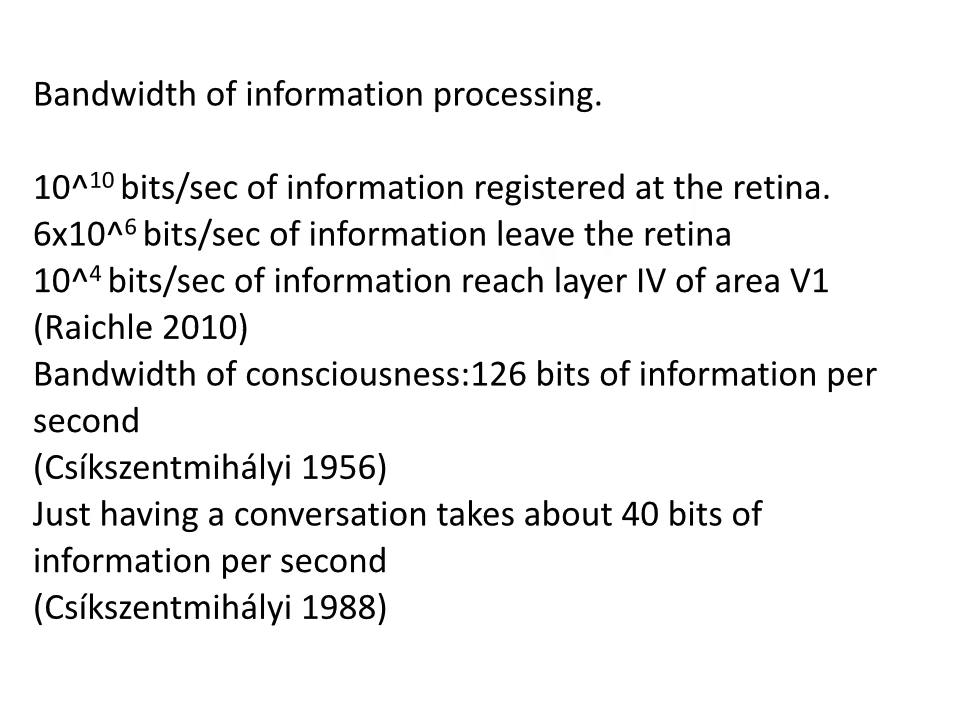 Bandwidth of information processing.
10^¹⁰ bits/sec of information registered at the retina.
6x10^⁶ bits/sec of information leave the retina
10^⁴ bits/sec of information reach layer IV of area V1
(Raichle 2010)
Bandwidth of consciousness:126 bits of information per
second
(Csíkszentmihályi 1956)
Just having a conversation takes about 40 bits of
information per second
(Csíkszentmihályi 1988)